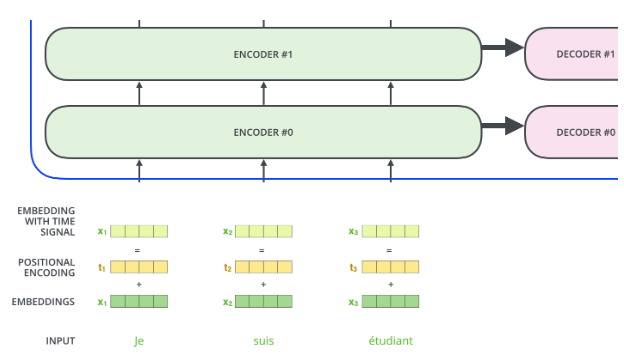 ENCODER #1 DECODER #1
ENCODER #0 DECODER #0
EMBEDDING
WITH TIME
SIGNAL x₁ x₂ x₃
= = =
POSITIONAL
ENCODING t₁ t₂ t₃
+ + +
EMBEDDINGS x₁ x₂ x₃
INPUT Je suis étudiant